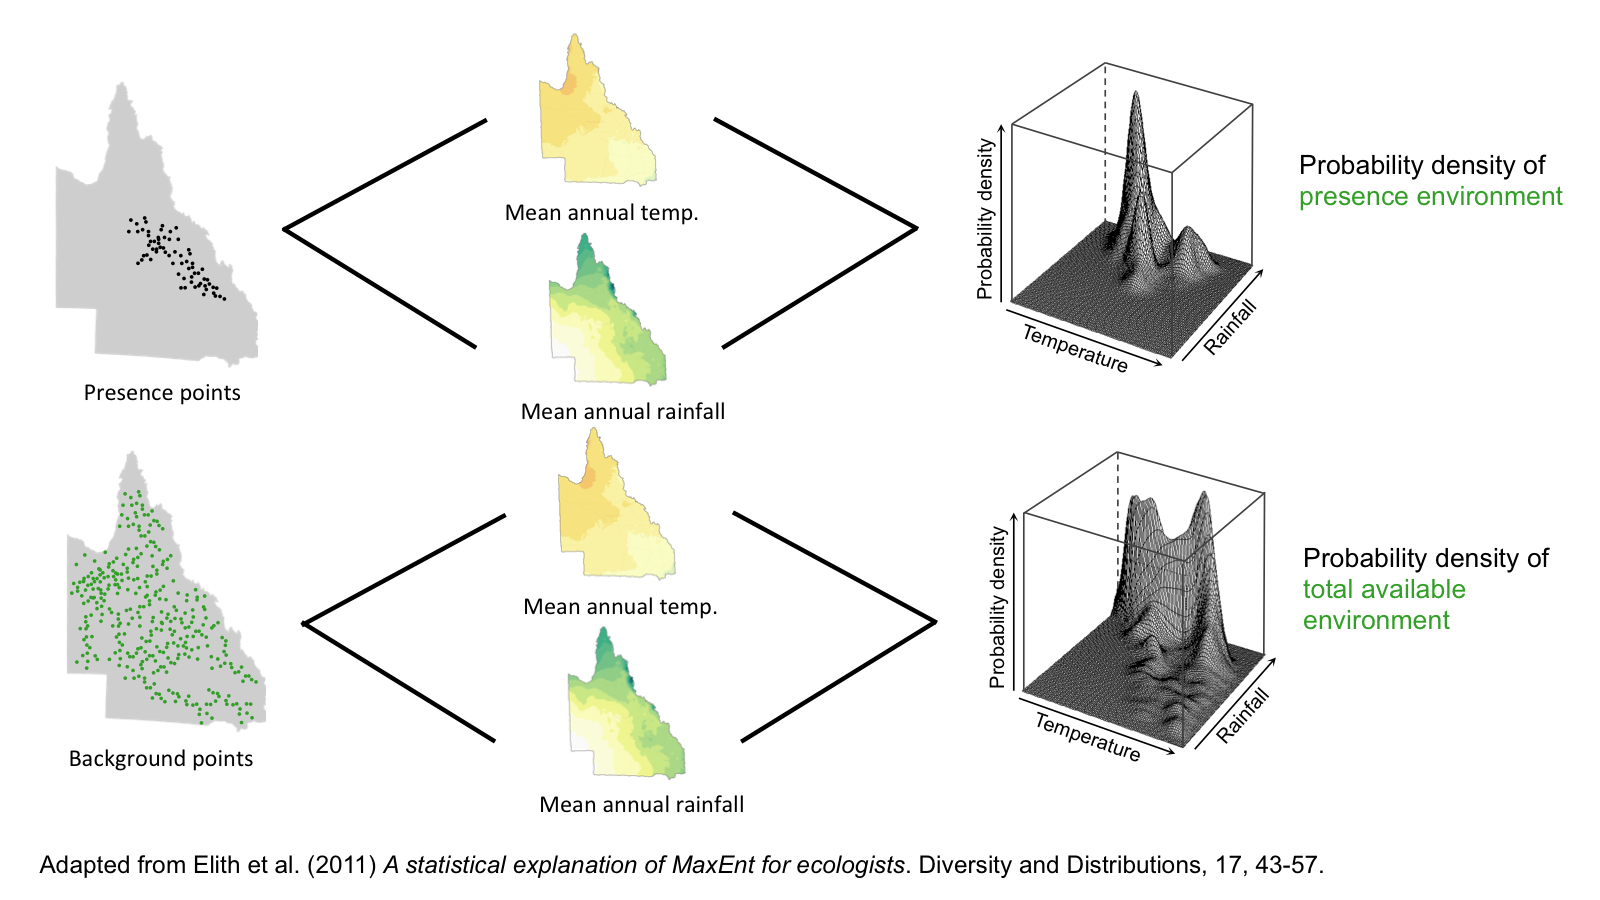 Presence points
Mean annual temp.
Mean annual rainfall
Probability density
Temperature
Rainfall
Probability density of
presence environment
Background points
Mean annual temp.
Mean annual rainfall
Probability density
Temperature
Rainfall
Probability density of
total available
environment
Adapted from Elith et al. (2011) A statistical explanation of MaxEnt for ecologists. Diversity and Distributions, 17, 43-57.